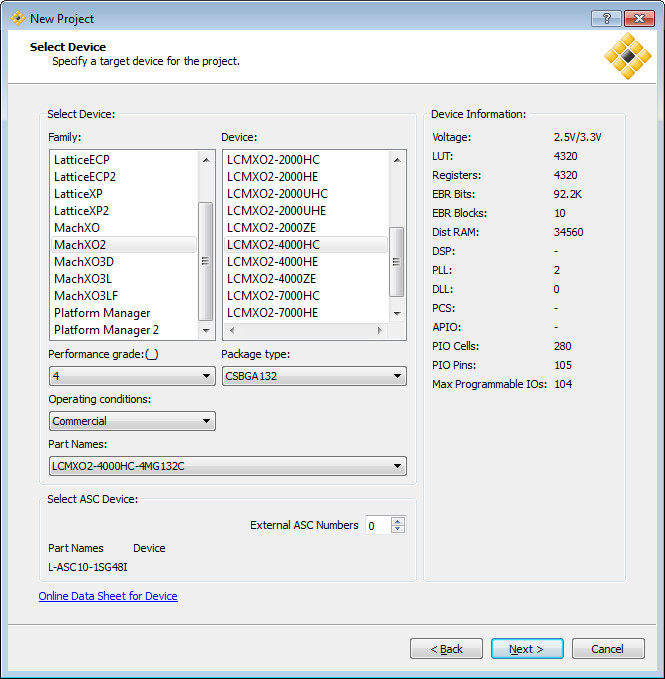 New Project
Select Device
Specify a target device for the project.
Select Device:
Family:
LatticeECP
LatticeECP2
LatticeXP
LatticeXP2
MachXO
MachXO2
MachXO3D
MachXO3L
MachXO3LF
Platform Manager
Platform Manager 2
Device:
LCMXO2-2000HC
LCMXO2-2000HE
LCMXO2-2000UHC
LCMXO2-2000UHE
LCMXO2-2000ZE
LCMXO2-4000HC
LCMXO2-4000HE
LCMXO2-4000ZE
LCMXO2-7000HC
LCMXO2-7000HE
Performance grade:(_)
4
Package type:
CSBGA132
Operating conditions:
Commercial
Part Names:
LCMXO2-4000HC-4MG132C
Select ASC Device:
External ASC Numbers 0
Part Names Device
L-ASC10-1SG48I
Online Data Sheet for Device
Device Information:
Voltage: 2.5V/3.3V
LUT: 4320
Registers: 4320
EBR Bits: 92.2K
EBR Blocks: 10
Dist RAM: 34560
DSP: -
PLL: 2
DLL: 0
PCS: -
APIO: -
PIO Cells: 280
PIO Pins: 105
Max Programmable IOs: 104
< Back
Next >
Cancel